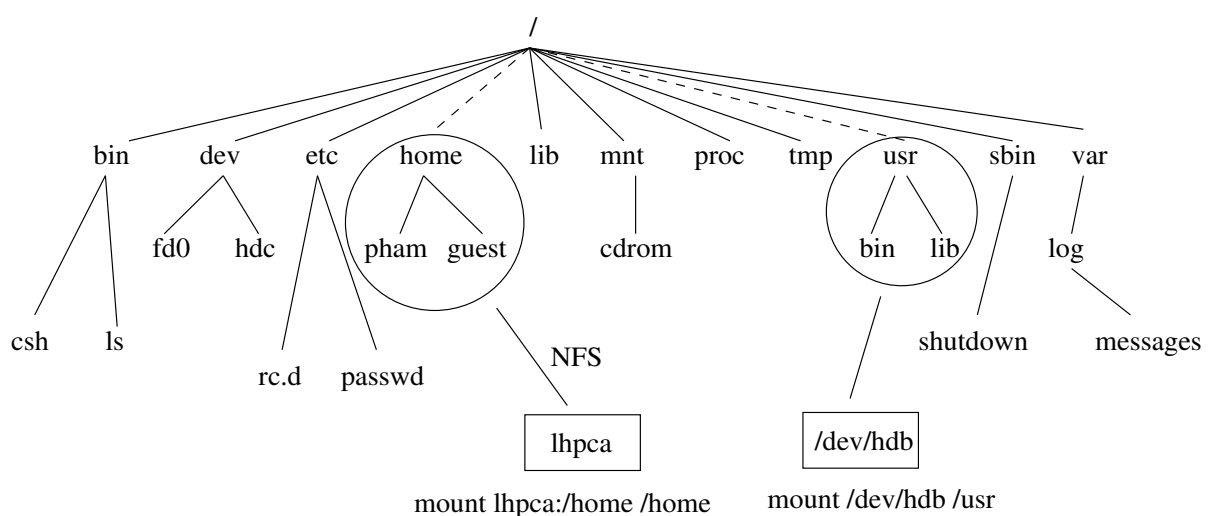 /
bin dev etc home lib mnt proc tmp usr sbin var
fd0 hdc pham guest cdrom bin lib log
csh ls shutdown messages
NFS
rc.d passwd
lhpca /dev/hdb
mount lhpca:/home /home mount /dev/hdb /usr